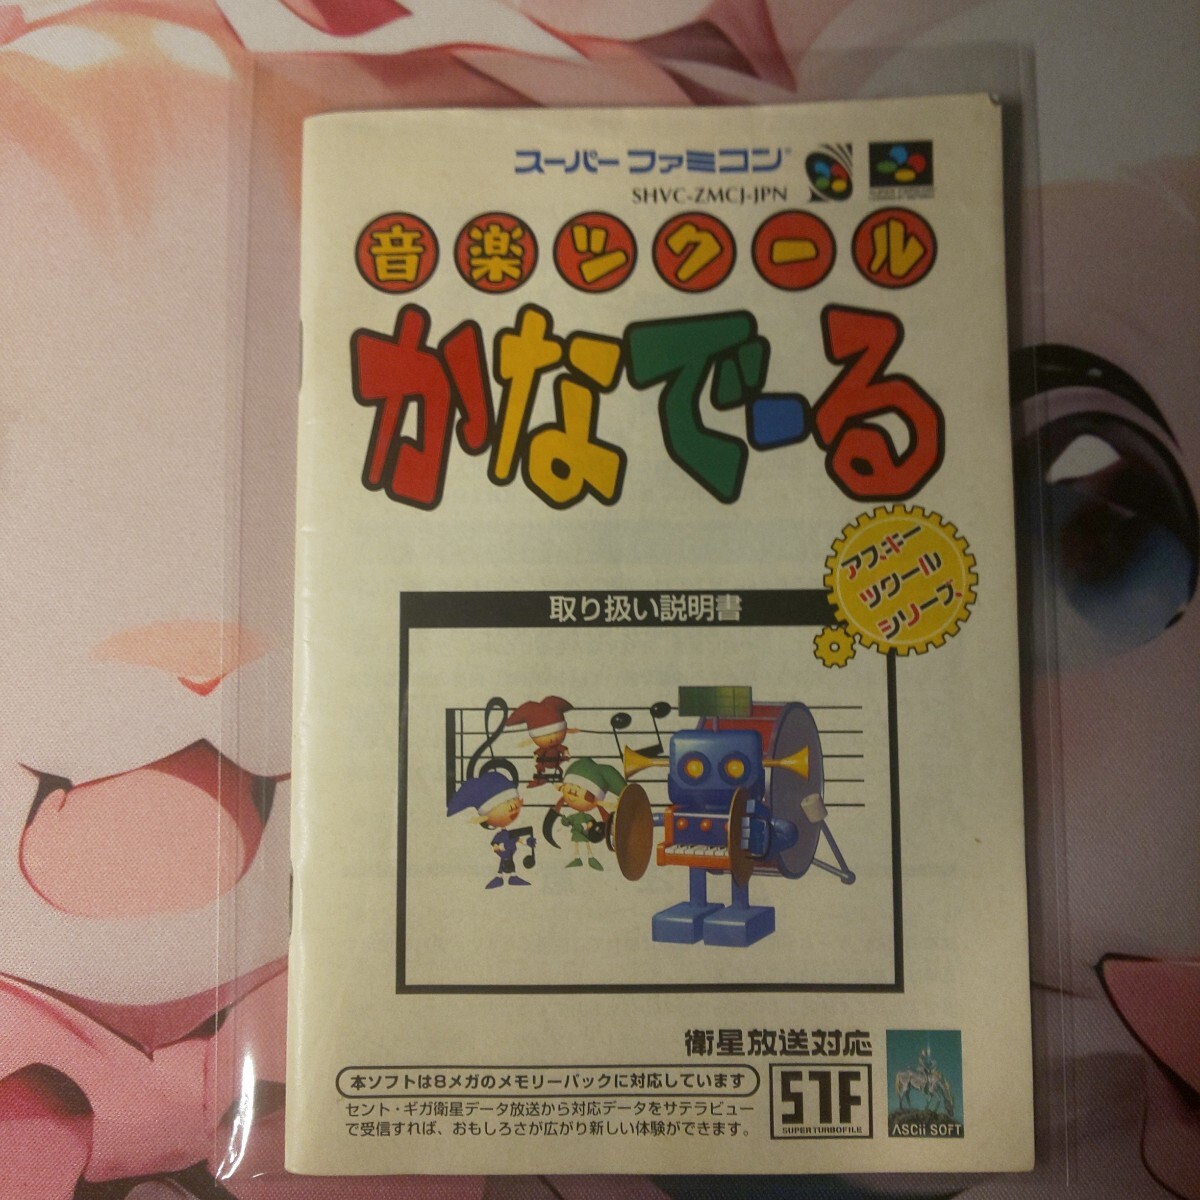 スーパーファミコン
SHVC-ZMCJ-JPN
音楽ツクール
かなでーる
アスキー
ツクール
シリーズ
取り扱い説明書
衛星放送対応
本ソフトは8メガのメモリーパックに対応しています
セント・ギガ衛星データ放送から対応データをサテラビュー
で受信すれば、おもしろさが広がり新しい体験ができます。
STF
SUPER TURBO FILE
ASCII SOFT